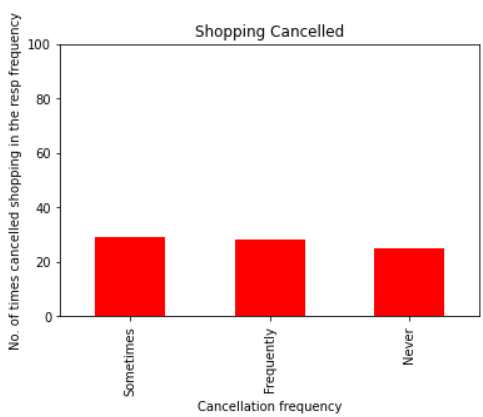 Shopping Cancelled
No. of times cancelled shopping in the resp frequency
100
80
60
40
20
0
Sometimes
Frequently
Never
Cancellation frequency